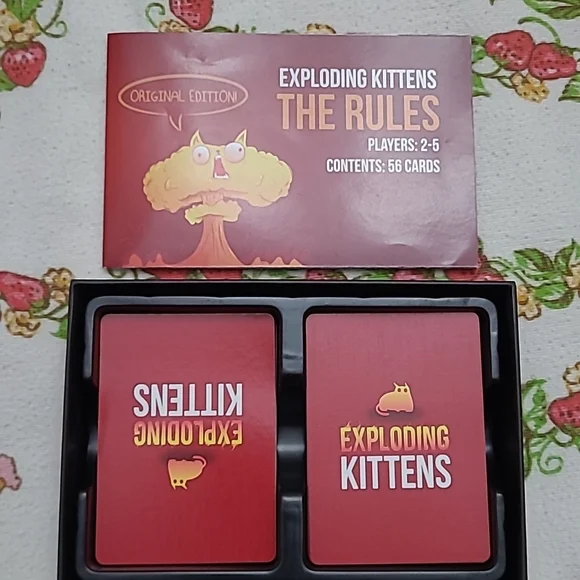 ORIGINAL EDITION!
EXPLODING KITTENS
THE RULES
PLAYERS: 2-5
CONTENTS: 56 CARDS
EXPLODING
KITTENS
EXPLODING
KITTENS